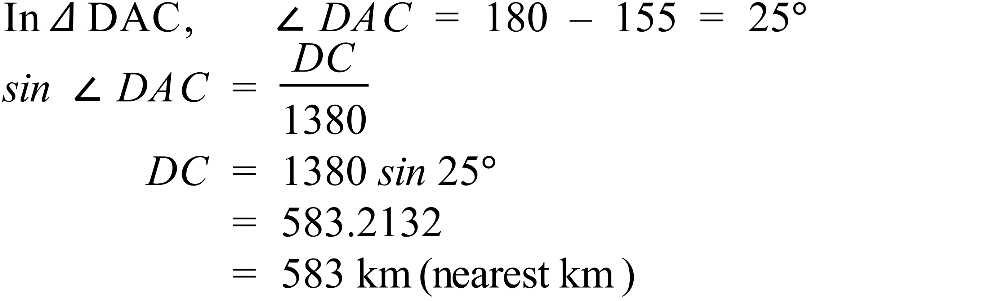 In Δ DAC, ∠ DAC = 180 – 155 = 25°
sin ∠ DAC = DC/1380
DC = 1380 sin 25°
= 583.2132
= 583 km (nearest km )